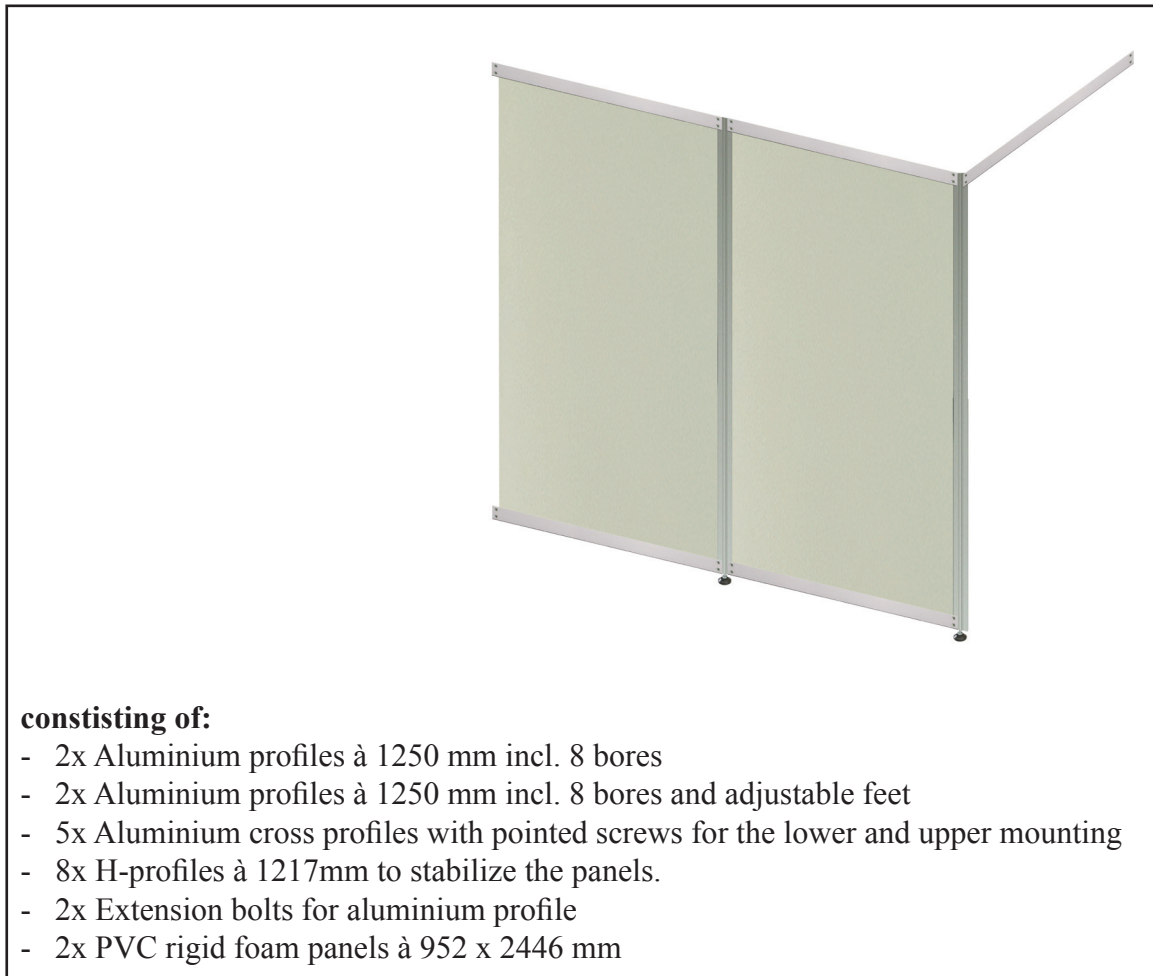 constisting of:
- 2x Aluminium profiles à 1250 mm incl. 8 bores
- 2x Aluminium profiles à 1250 mm incl. 8 bores and adjustable feet
- 5x Aluminium cross profiles with pointed screws for the lower and upper mounting
- 8x H-profiles à 1217mm to stabilize the panels.
- 2x Extension bolts for aluminium profile
- 2x PVC rigid foam panels à 952 x 2446 mm